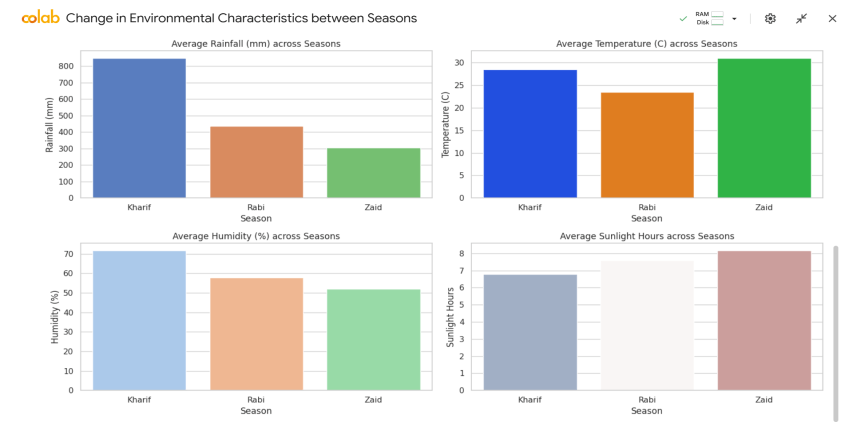 colab Change in Environmental Characteristics between Seasons
RAM
Disk
Average Rainfall (mm) across Seasons
Rainfall (mm)
800
700
600
500
400
300
200
100
0
Kharif Rabi Zaid
Season
Average Temperature (C) across Seasons
Temperature (C)
30
25
20
15
10
5
0
Kharif Rabi Zaid
Season
Average Humidity (%) across Seasons
Humidity (%)
70
60
50
40
30
20
10
0
Kharif Rabi Zaid
Season
Average Sunlight Hours across Seasons
Sunlight Hours
8
7
6
5
4
3
2
1
0
Kharif Rabi Zaid
Season